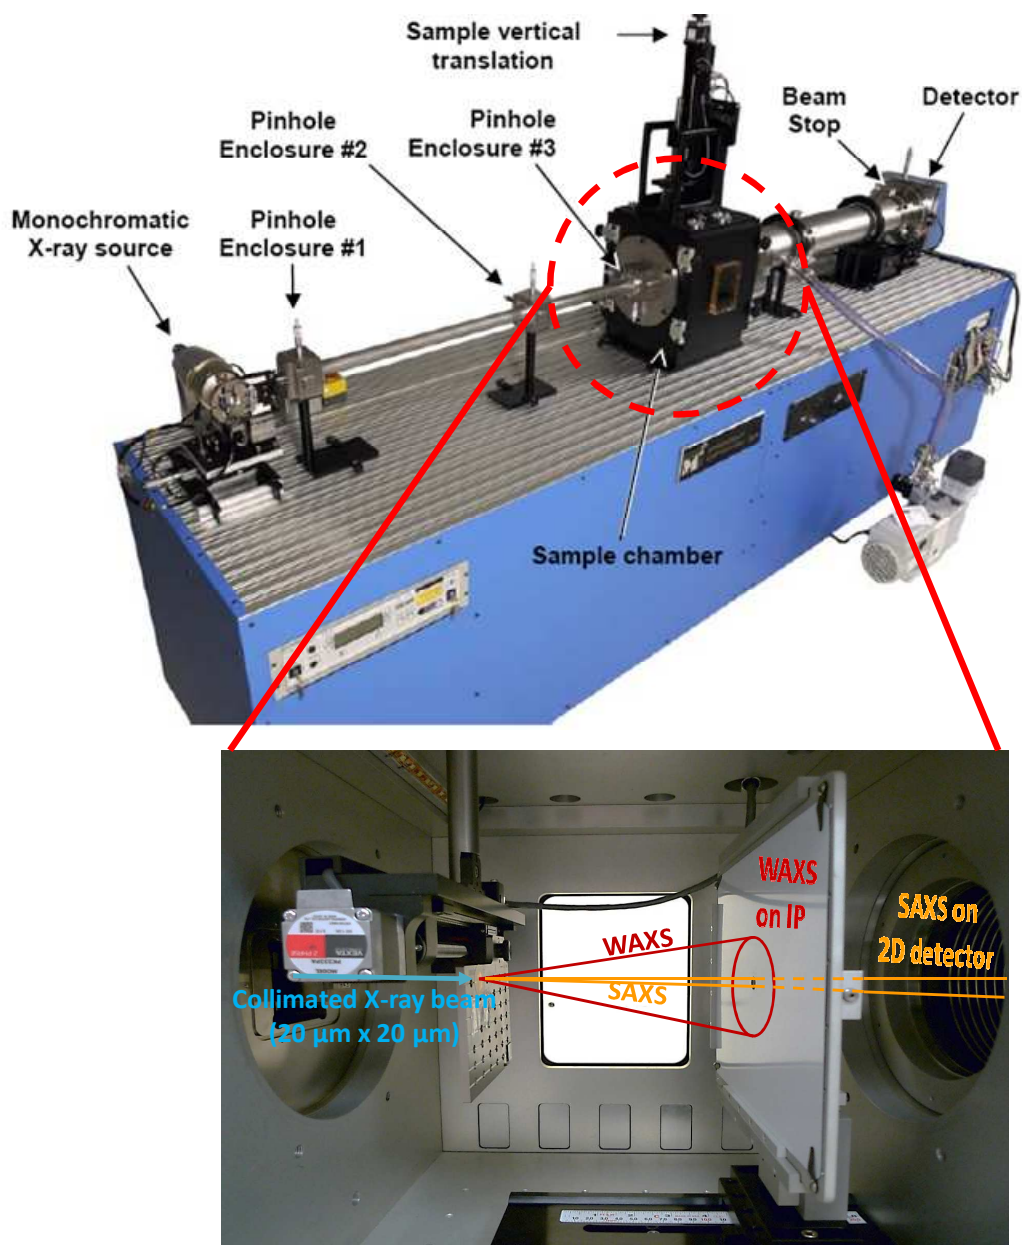 Sample vertical
translation
Beam
Stop
Detector
Pinhole
Enclosure #2
Pinhole
Enclosure #3
Monochromatic
X-ray source
Pinhole
Enclosure #1
Sample chamber
WAXS
on IP
SAXS on
2D detector
WAXS
SAXS
Collimated X-ray beam
(20 µm x 20 µm)
VEXTA